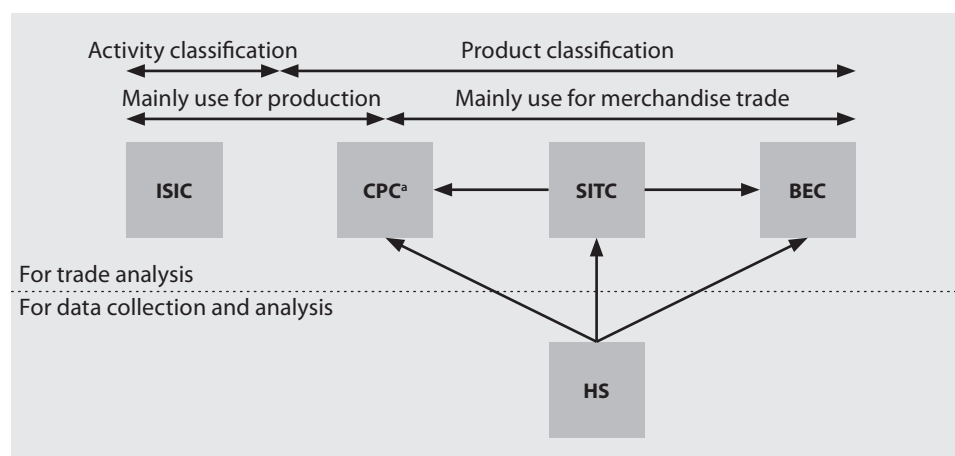 Activity classification
Product classification
Mainly use for production
Mainly use for merchandise trade
ISIC
CPCᵃ
SITC
BEC
For trade analysis
For data collection and analysis
HS